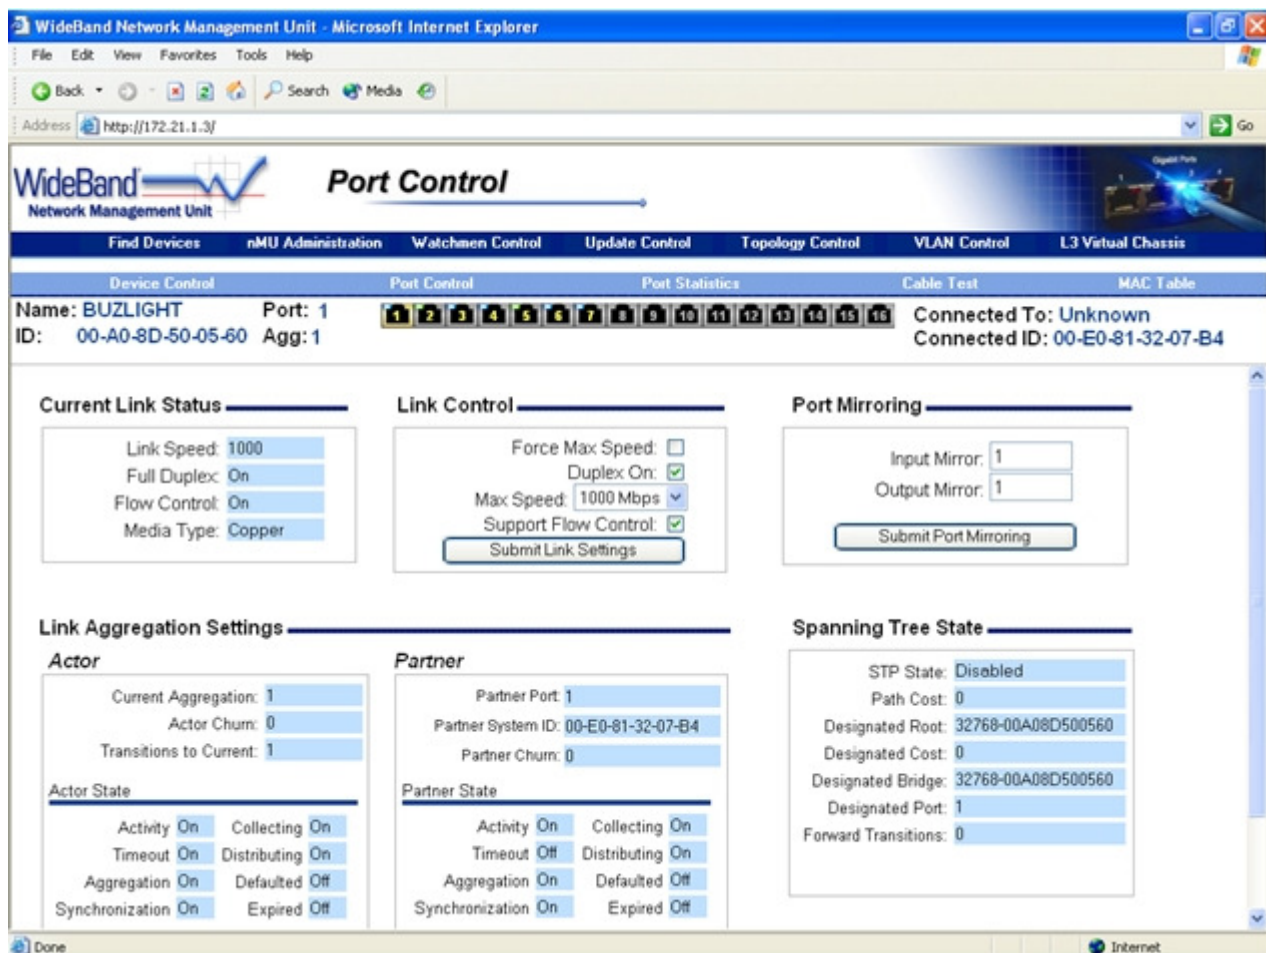 WideBand Network Management Unit - Microsoft Internet Explorer
File Edit View Favorites Tools Help
Back Search Media
Address http://172.21.1.3/ Go
WideBand
Network Management Unit
Port Control
Gigabit Ports
1 2 3 4
Find Devices nMU Administration Watchmen Control Update Control Topology Control VLAN Control L3 Virtual Chassis
Device Control Port Control Port Statistics Cable Test MAC Table
Name: BUZLIGHT Port: 1 1 2 3 4 5 6 7 8 9 10 11 12 13 14 15 16 Connected To: Unknown
ID: 00-A0-8D-50-05-60 Agg: 1 Connected ID: 00-E0-81-32-07-B4
Current Link Status
Link Speed: 1000
Full Duplex: On
Flow Control: On
Media Type: Copper
Link Control
Force Max Speed:
Duplex On:
Max Speed: 1000 Mbps
Support Flow Control:
Submit Link Settings
Port Mirroring
Input Mirror: 1
Output Mirror: 1
Submit Port Mirroring
Link Aggregation Settings
Actor
Current Aggregation: 1
Actor Churn: 0
Transitions to Current: 1
Actor State
Activity On Collecting On
Timeout On Distributing On
Aggregation On Defaulted Off
Synchronization On Expired Off
Partner
Partner Port: 1
Partner System ID: 00-E0-81-32-07-B4
Partner Churn: 0
Partner State
Activity On Collecting On
Timeout Off Distributing On
Aggregation On Defaulted Off
Synchronization On Expired Off
Spanning Tree State
STP State: Disabled
Path Cost: 0
Designated Root: 32768-00A08D500560
Designated Cost: 0
Designated Bridge: 32768-00A08D500560
Designated Port: 1
Forward Transitions: 0
Done Internet